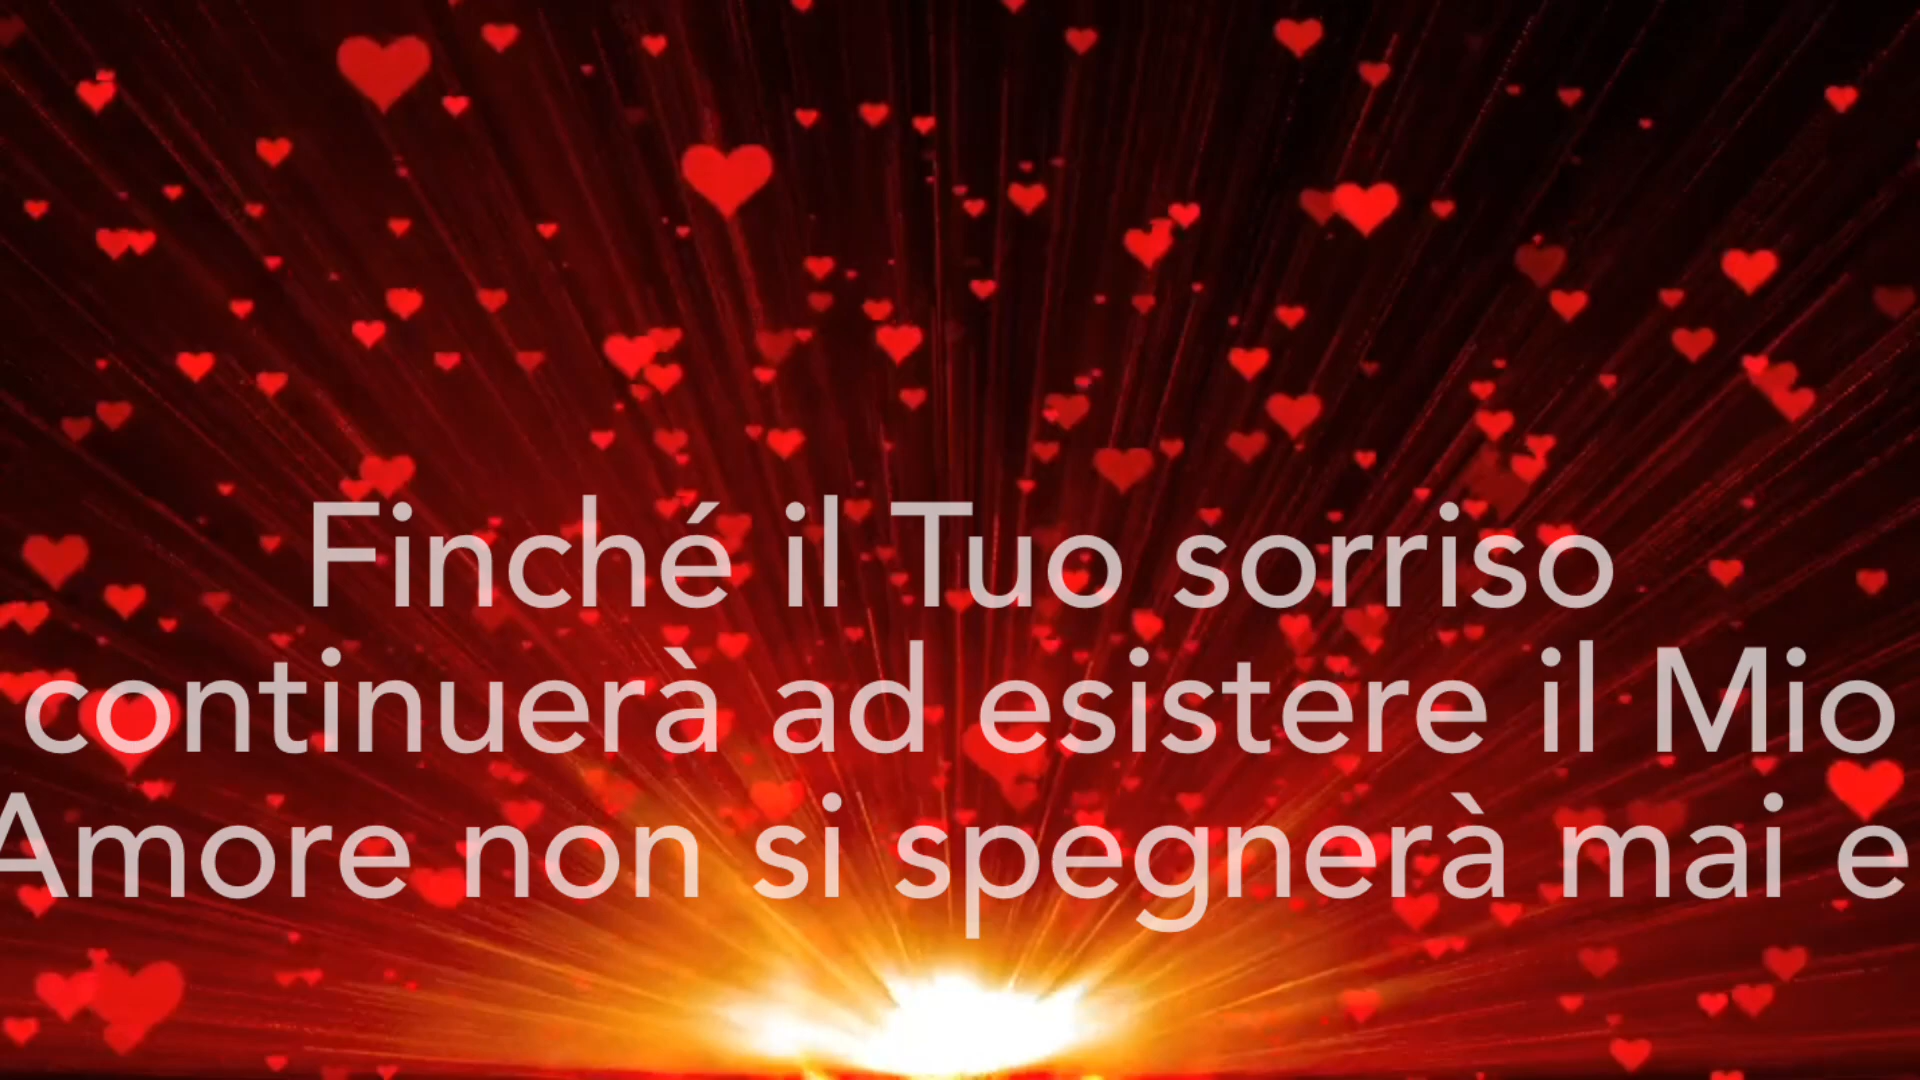 Finché il Tuo sorriso
continuerà ad esistere il Mio
Amore non si spegnerà mai e